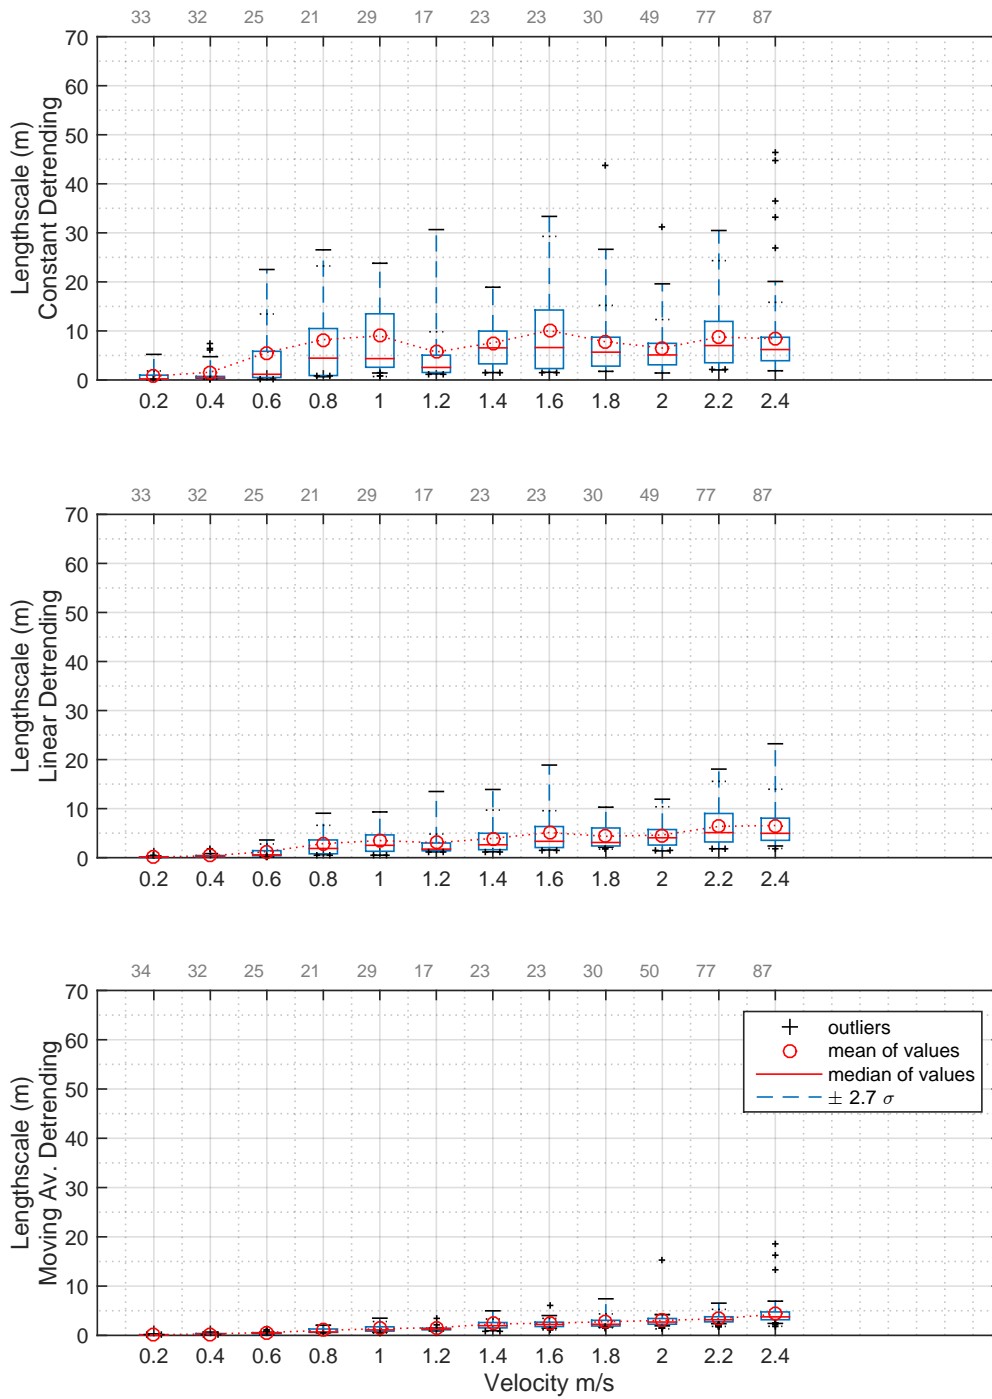 33 32 25 21 29 17 23 23 30 49 77 87
70
60
50
40
30
20
10
0
Lengthscale (m)
Constant Detrending
0.2 0.4 0.6 0.8 1 1.2 1.4 1.6 1.8 2 2.2 2.4
33 32 25 21 29 17 23 23 30 49 77 87
70
60
50
40
30
20
10
0
Lengthscale (m)
Linear Detrending
0.2 0.4 0.6 0.8 1 1.2 1.4 1.6 1.8 2 2.2 2.4
34 32 25 21 29 17 23 23 30 50 77 87
70
60
50
40
30
20
10
0
Lengthscale (m)
Moving Av. Detrending
outliers
mean of values
median of values
± 2.7 σ
0.2 0.4 0.6 0.8 1 1.2 1.4 1.6 1.8 2 2.2 2.4
Velocity m/s